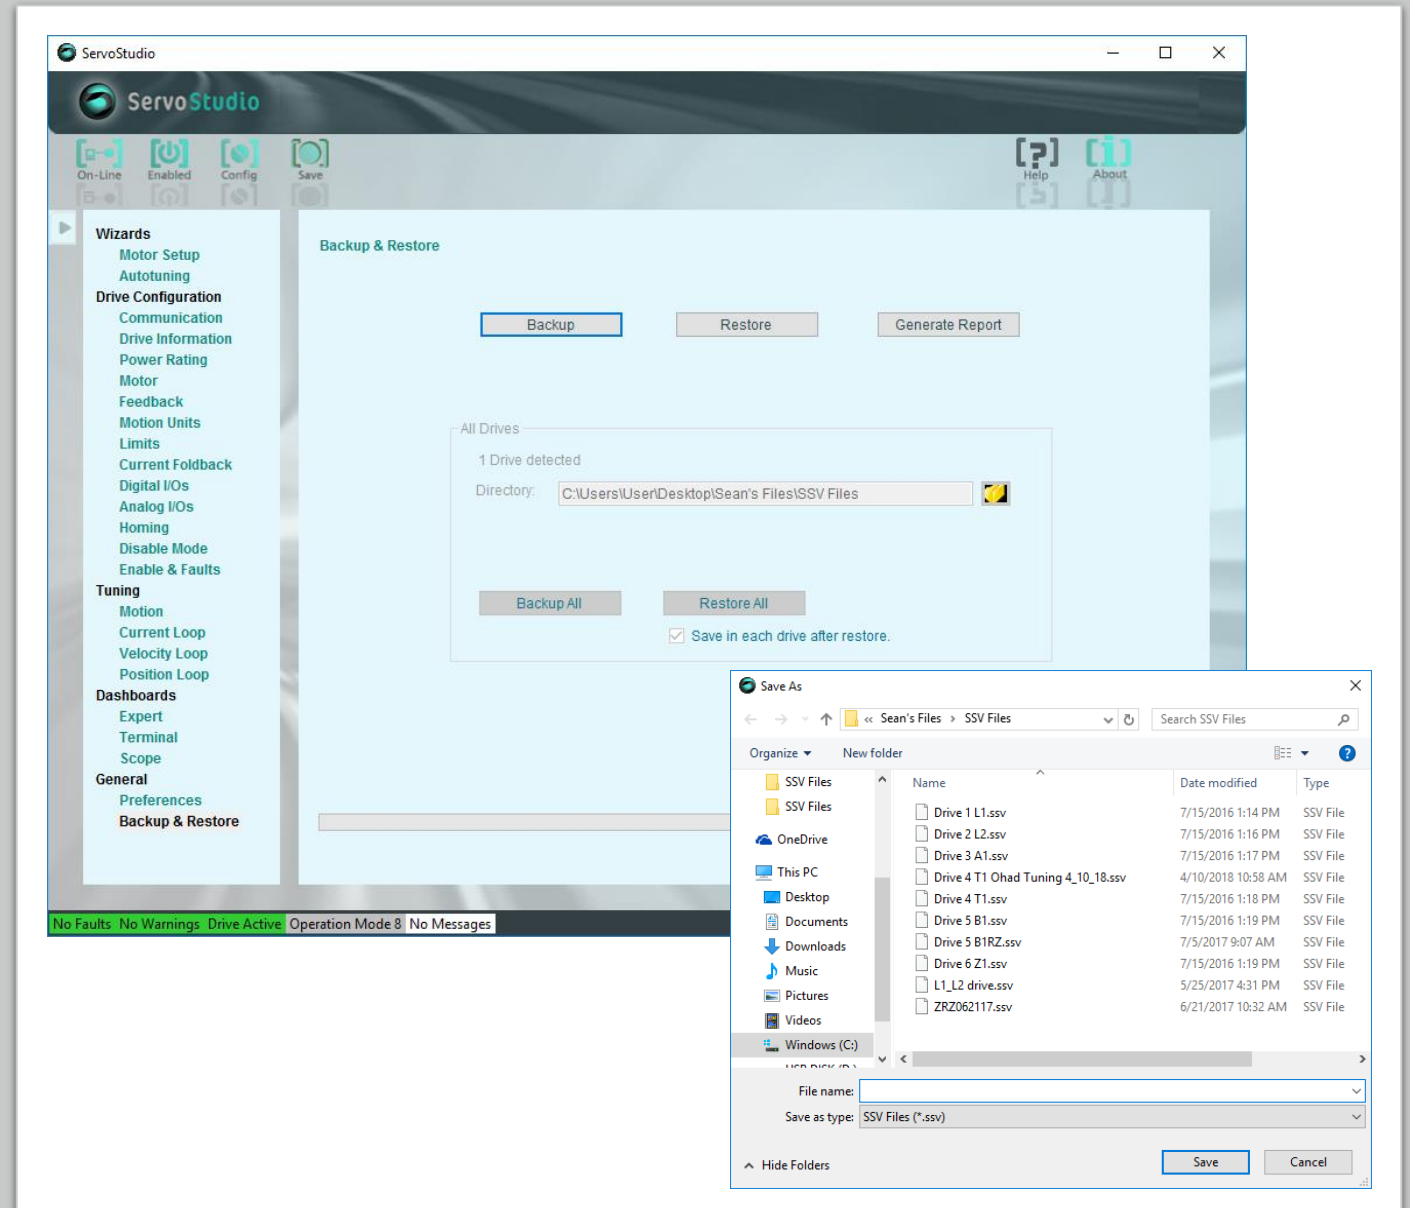 ServoStudio
ServoStudio
On-Line Enabled Config Save Help About
Wizards
Motor Setup
Autotuning
Drive Configuration
Communication
Drive Information
Power Rating
Motor
Feedback
Motion Units
Limits
Current Foldback
Digital I/Os
Analog I/Os
Homing
Disable Mode
Enable & Faults
Tuning
Motion
Current Loop
Velocity Loop
Position Loop
Dashboards
Expert
Terminal
Scope
General
Preferences
Backup & Restore
Backup & Restore
Backup Restore Generate Report
All Drives
1 Drive detected
Directory: C:\Users\User\Desktop\Sean's Files\SSV Files
Backup All Restore All
Save in each drive after restore.
No Faults No Warnings Drive Active Operation Mode 8 No Messages
Save As
« Sean's Files › SSV Files Search SSV Files
Organize New folder
SSV Files
SSV Files
OneDrive
This PC
Desktop
Documents
Downloads
Music
Pictures
Videos
Windows (C:)
Name Date modified Type
Drive 1 L1.ssv 7/15/2016 1:14 PM SSV File
Drive 2 L2.ssv 7/15/2016 1:16 PM SSV File
Drive 3 A1.ssv 7/15/2016 1:17 PM SSV File
Drive 4 T1 Ohad Tuning 4_10_18.ssv 4/10/2018 10:58 AM SSV File
Drive 4 T1.ssv 7/15/2016 1:18 PM SSV File
Drive 5 B1.ssv 7/15/2016 1:19 PM SSV File
Drive 5 B1RZ.ssv 7/5/2017 9:07 AM SSV File
Drive 6 Z1.ssv 7/15/2016 1:19 PM SSV File
L1_L2 drive.ssv 5/25/2017 4:31 PM SSV File
ZRZ062117.ssv 6/21/2017 10:32 AM SSV File
File name:
Save as type: SSV Files (*.ssv)
Hide Folders Save Cancel